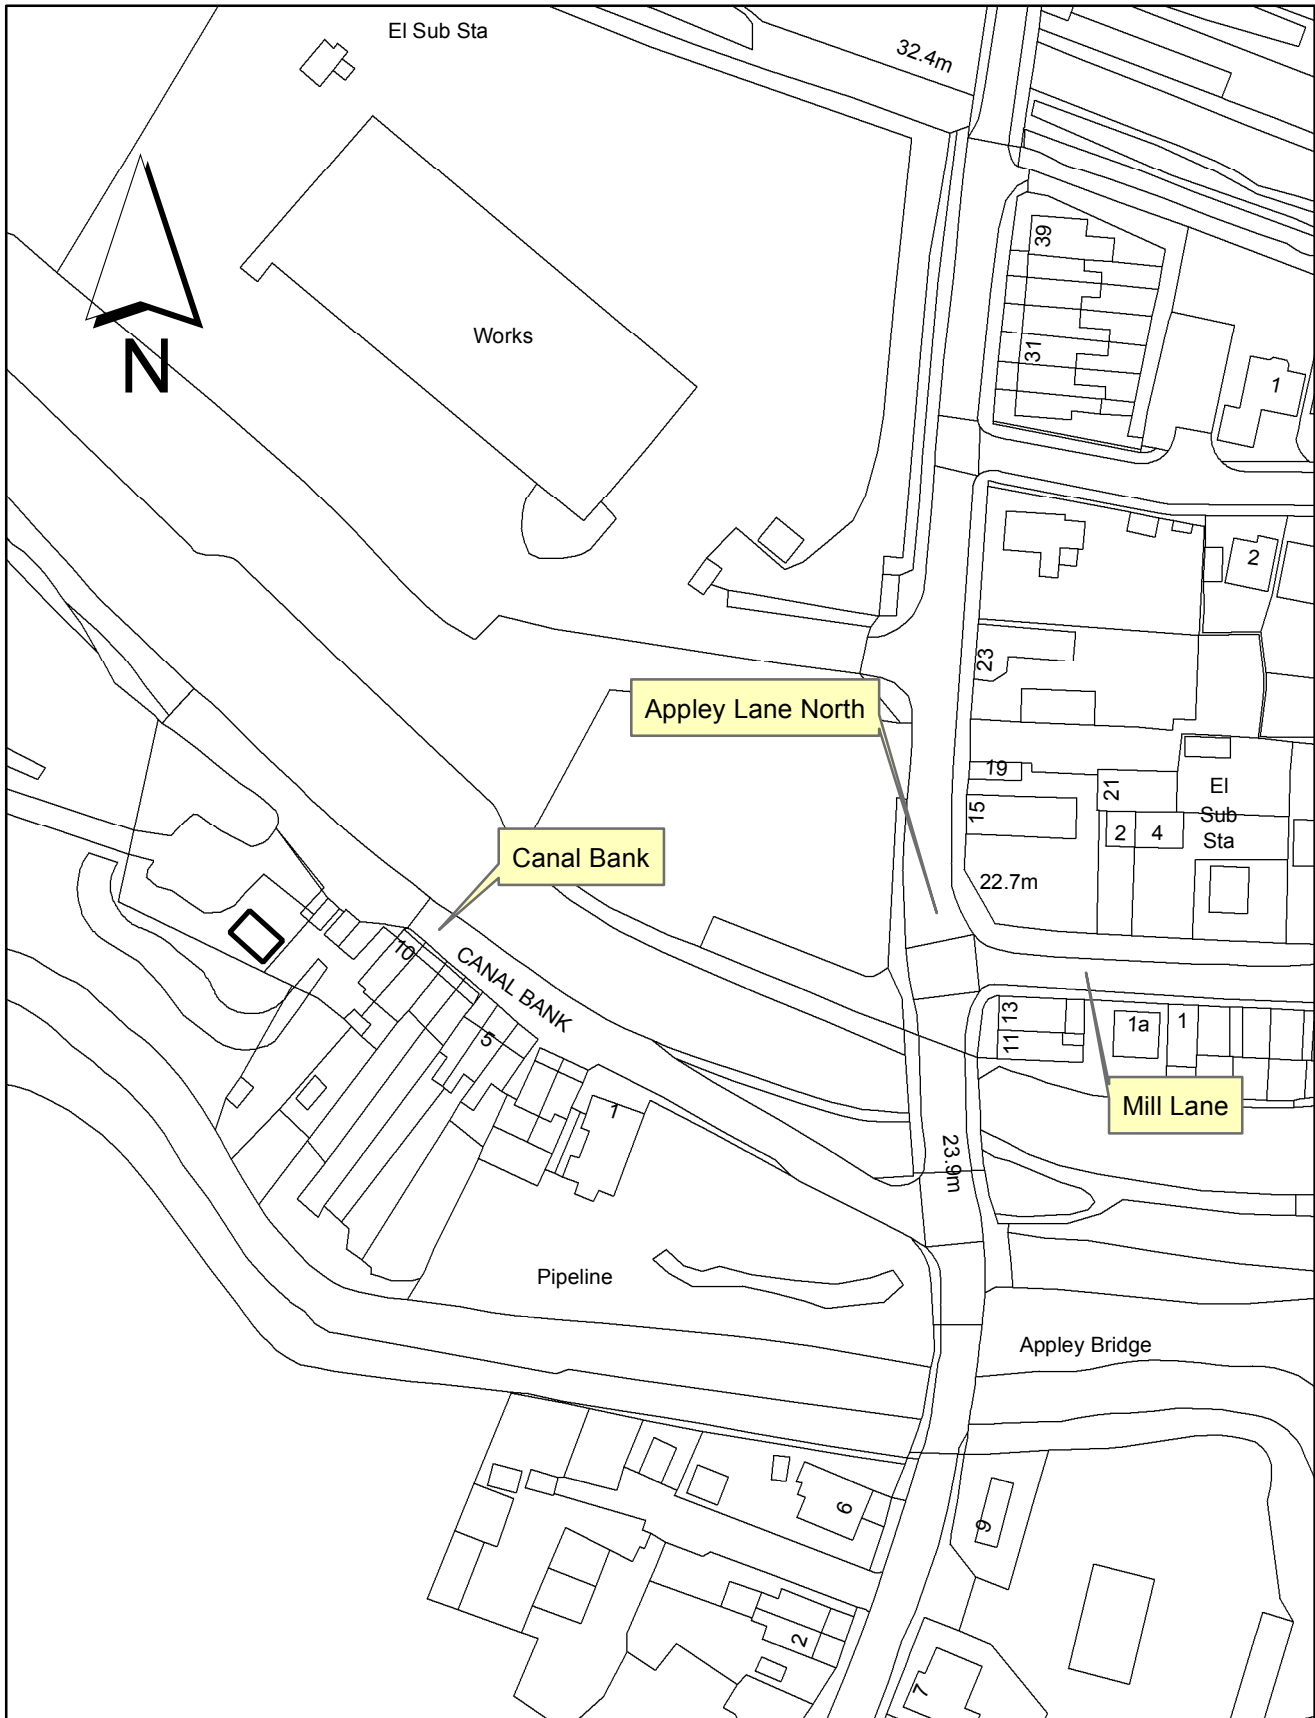 El Sub Sta
32.4m
N
Works
39
31
1
2
Appley Lane North
23
19
15
21
El
Sub
Sta
2
4
22.7m
Canal Bank
10
CANAL BANK
5
1
13
11
1a
1
Mill Lane
23.9m
Pipeline
Appley Bridge
6
9
2
7